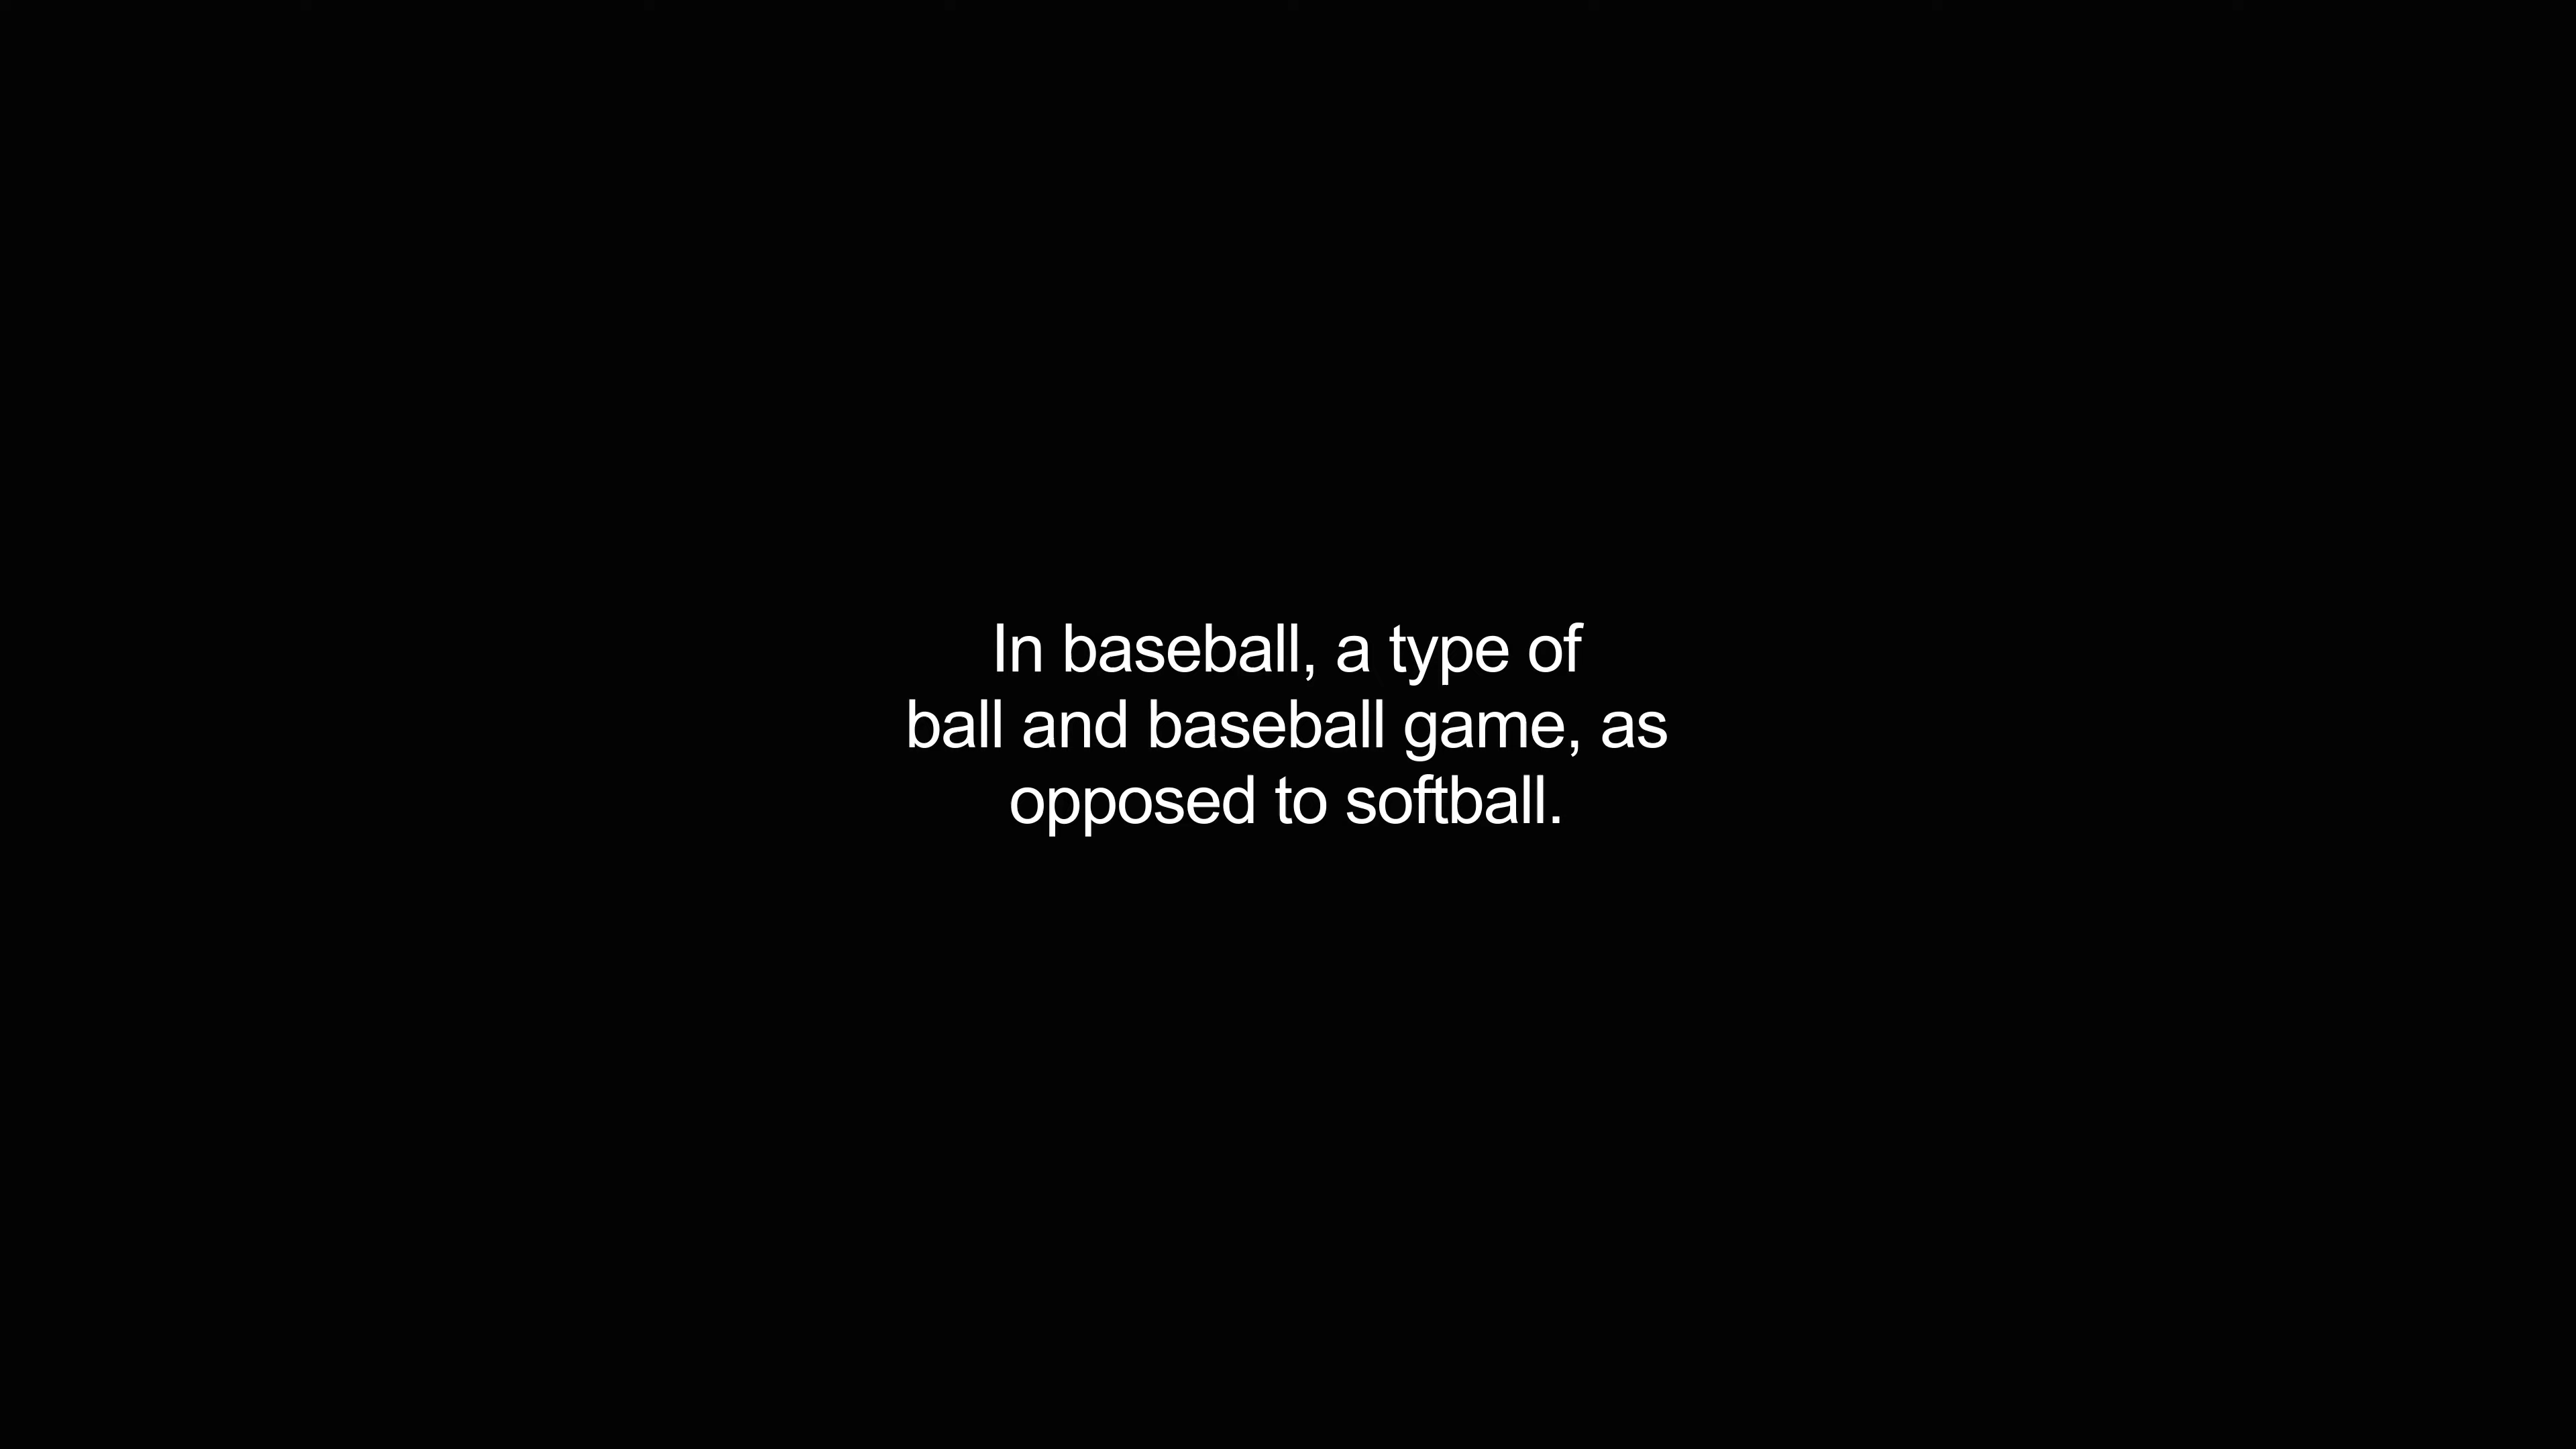 In baseball, a type of
ball and baseball game, as
opposed to softball.